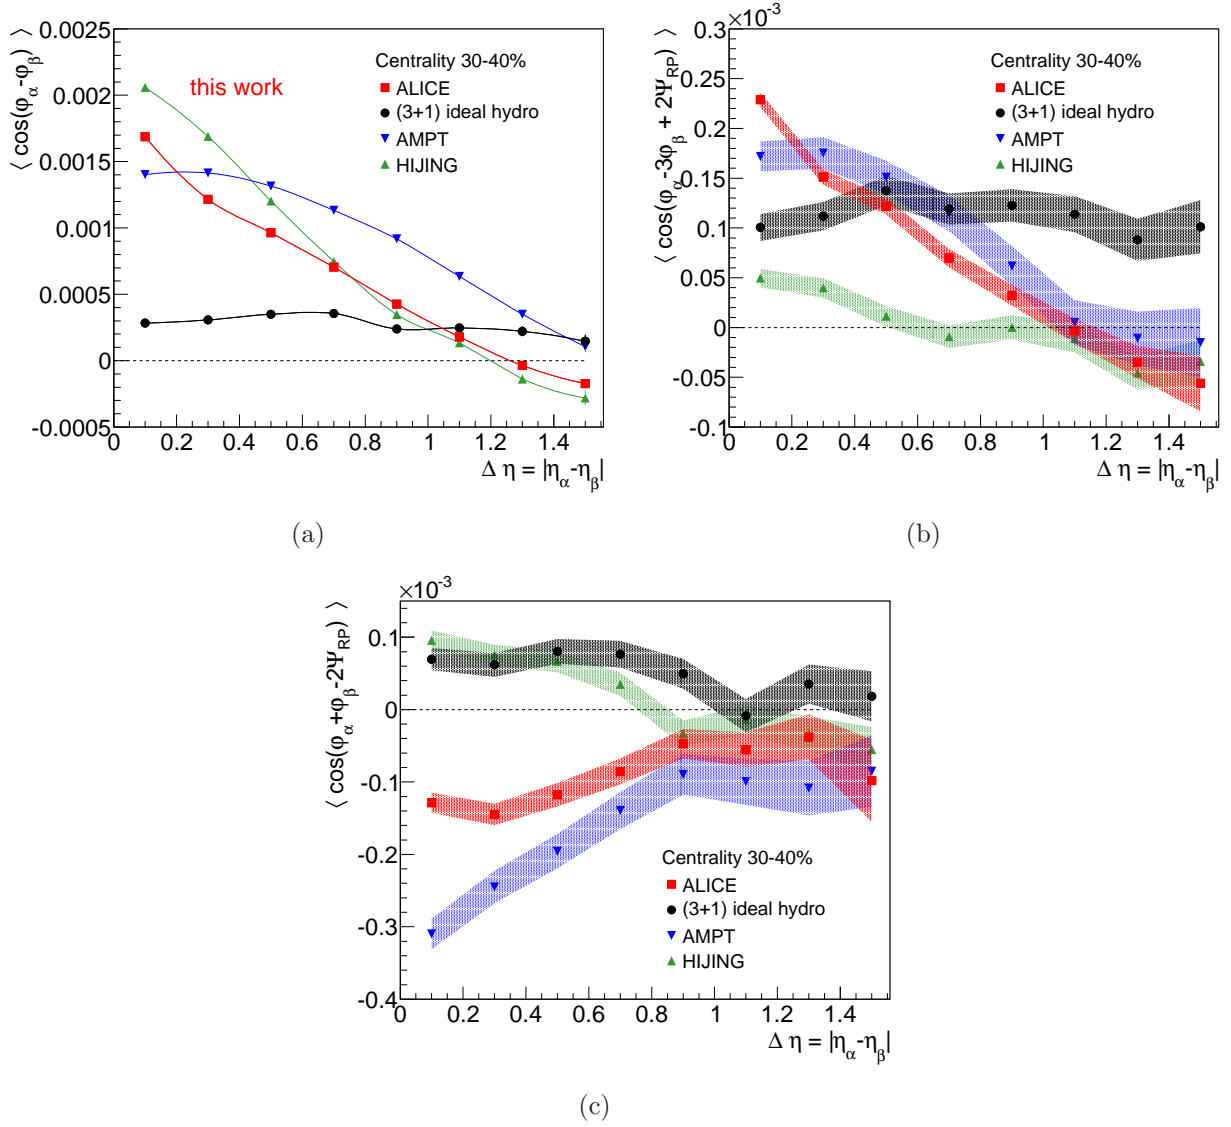 ⟨ cos(φα-φβ) ⟩
0.0025
0.002
0.0015
0.001
0.0005
0
-0.0005
this work
Centrality 30-40%
ALICE
(3+1) ideal hydro
AMPT
HIJING
0 0.2 0.4 0.6 0.8 1 1.2 1.4
Δ η = |ηα-ηβ|
(a)
×10-3
⟨ cos(φα-3φβ + 2ΨRP) ⟩
0.3
0.25
0.2
0.15
0.1
0.05
0
-0.05
-0.1
Centrality 30-40%
ALICE
(3+1) ideal hydro
AMPT
HIJING
0 0.2 0.4 0.6 0.8 1 1.2 1.4
Δ η = |ηα-ηβ|
(b)
×10-3
⟨ cos(φα+φβ-2ΨRP) ⟩
0.1
0
-0.1
-0.2
-0.3
-0.4
Centrality 30-40%
ALICE
(3+1) ideal hydro
AMPT
HIJING
0 0.2 0.4 0.6 0.8 1 1.2 1.4
Δ η = |ηα-ηβ|
(c)